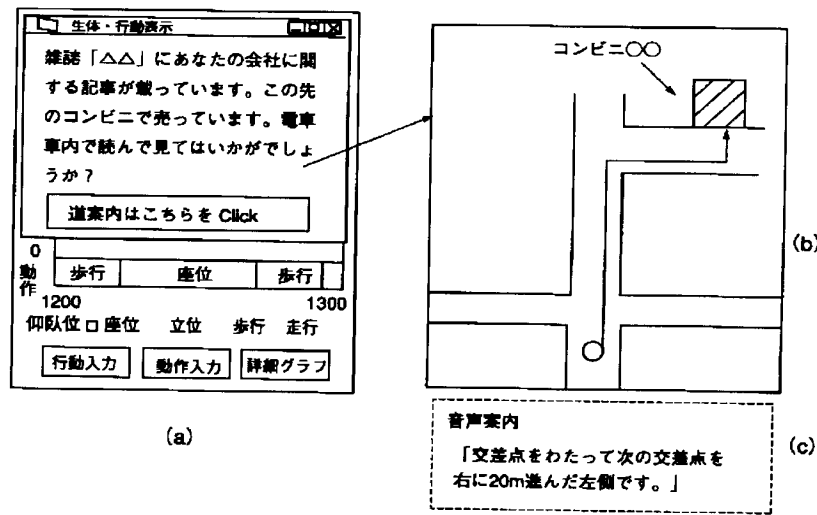 生体・行動表示
雑誌「△△」にあなたの会社に関
する記事が載っています。この先
のコンビニで売っています。電車
車内で読んで見てはいかがでしょ
うか？
道案内はこちらを Click
0
動作
歩行 座位 歩行
1200 1300
仰臥位 座位 立位 歩行 走行
行動入力 動作入力 詳細グラフ
(a)
コンビニ○○
(b)
音声案内
「交差点をわたって次の交差点を
右に20m進んだ左側です。」
(c)